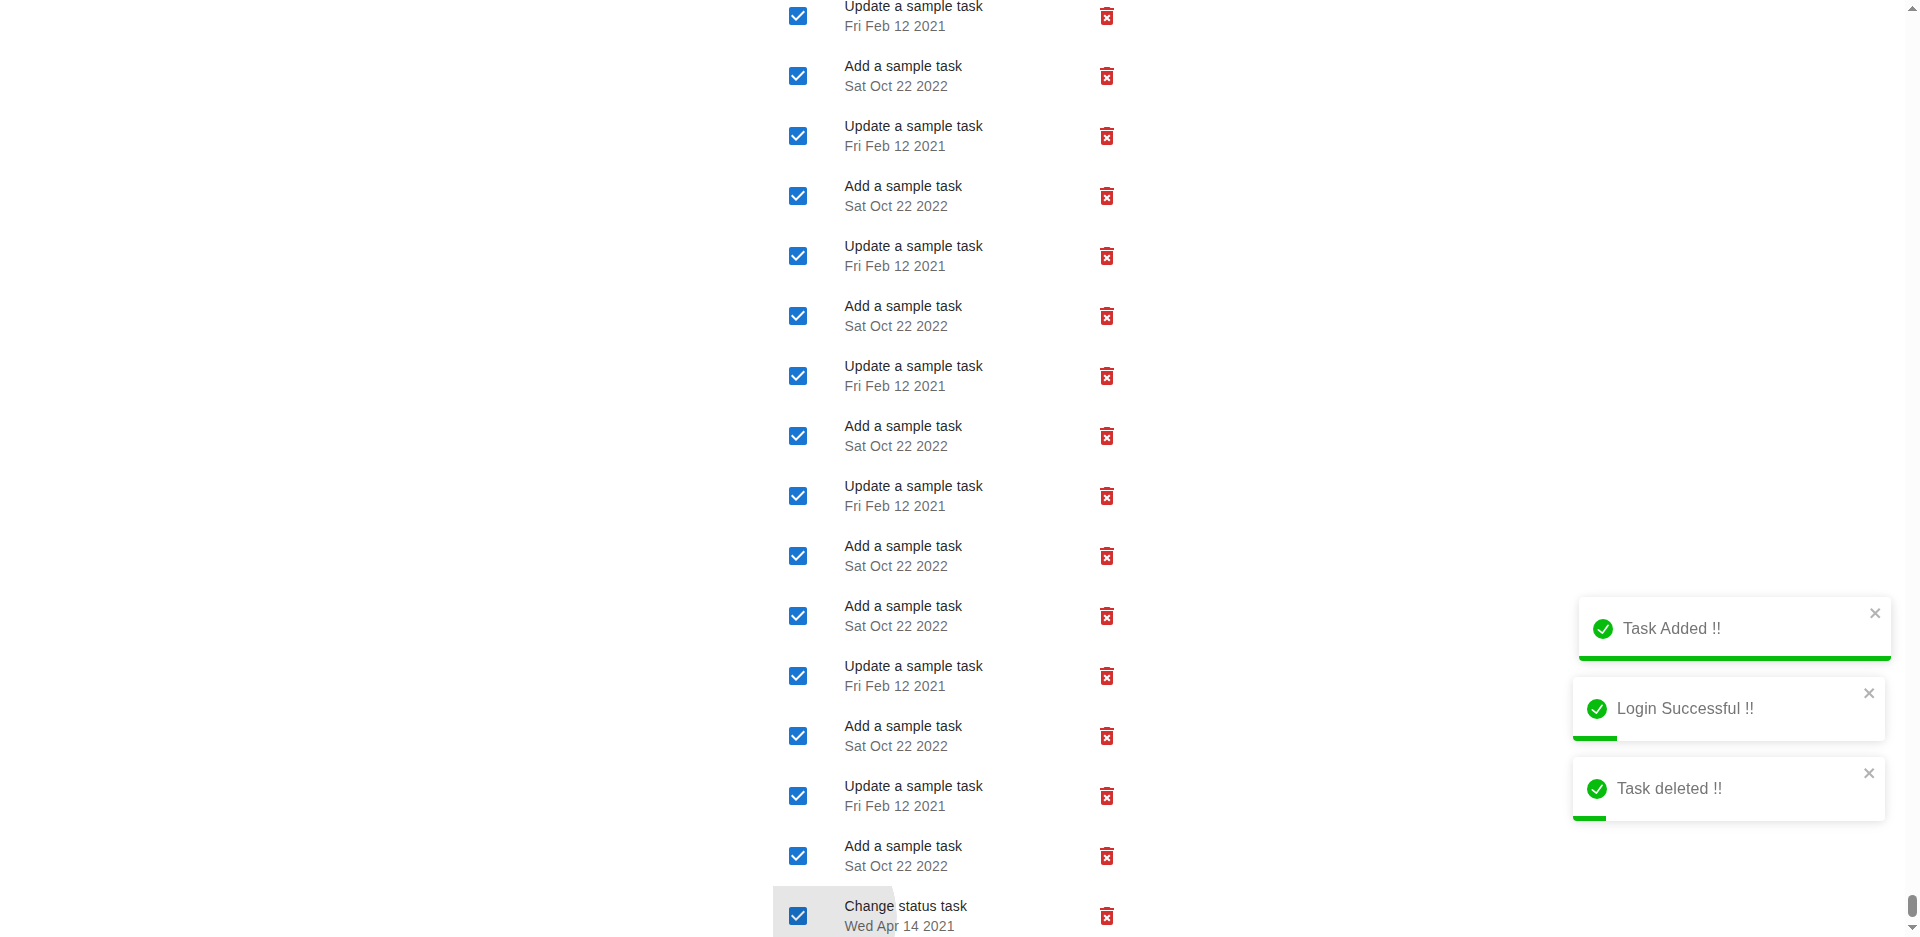 Update a sample task
Fri Feb 12 2021
Add a sample task
Sat Oct 22 2022
Update a sample task
Fri Feb 12 2021
Add a sample task
Sat Oct 22 2022
Update a sample task
Fri Feb 12 2021
Add a sample task
Sat Oct 22 2022
Update a sample task
Fri Feb 12 2021
Add a sample task
Sat Oct 22 2022
Update a sample task
Fri Feb 12 2021
Add a sample task
Sat Oct 22 2022
Add a sample task
Sat Oct 22 2022
Update a sample task
Fri Feb 12 2021
Add a sample task
Sat Oct 22 2022
Update a sample task
Fri Feb 12 2021
Add a sample task
Sat Oct 22 2022
Change status task
Wed Apr 14 2021
Task Added !!
Login Successful !!
Task deleted !!